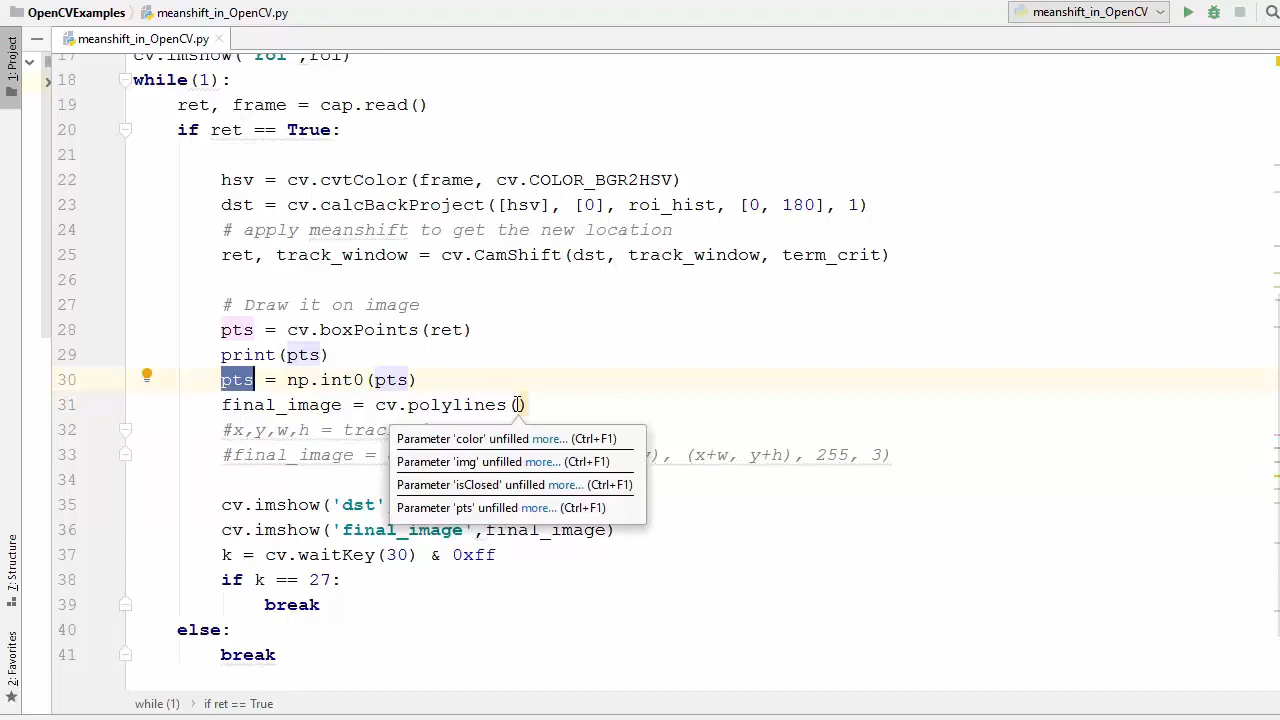 OpenCVExamples
meanshift_in_OpenCV.py
meanshift_in_OpenCV
meanshift_in_OpenCV.py
1: Project
7: Structure
2: Favorites
17 cv.imshow('roi',roi)
18 while(1):
19 ret, frame = cap.read()
20 if ret == True:
21
22 hsv = cv.cvtColor(frame, cv.COLOR_BGR2HSV)
23 dst = cv.calcBackProject([hsv], [0], roi_hist, [0, 180], 1)
24 # apply meanshift to get the new location
25 ret, track_window = cv.CamShift(dst, track_window, term_crit)
26
27 # Draw it on image
28 pts = cv.boxPoints(ret)
29 print(pts)
30 pts = np.int0(pts)
31 final_image = cv.polylines()
32 #x,y,w,h =
33 #final_image = (x+w, y+h), 255, 3)
Parameter 'color' unfilled more... (Ctrl+F1)
Parameter 'img' unfilled more... (Ctrl+F1)
Parameter 'isClosed' unfilled more... (Ctrl+F1)
Parameter 'pts' unfilled more... (Ctrl+F1)
34
35 cv.imshow('dst'
36 cv.imshow('final_image',final_image)
37 k = cv.waitKey(30) & 0xff
38 if k == 27:
39 break
40 else:
41 break
while (1)
if ret == True